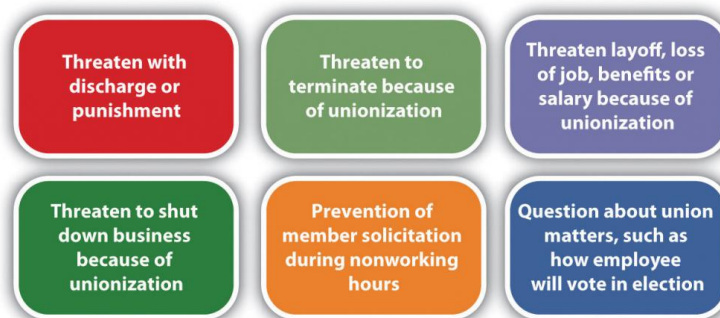 Threaten with
discharge or
punishment
Threaten to
terminate because
of unionization
Threaten layoff, loss
of job, benefits or
salary because of
unionization
Threaten to shut
down business
because of
unionization
Prevention of
member solicitation
during nonworking
hours
Question about union
matters, such as
how employee
will vote in election